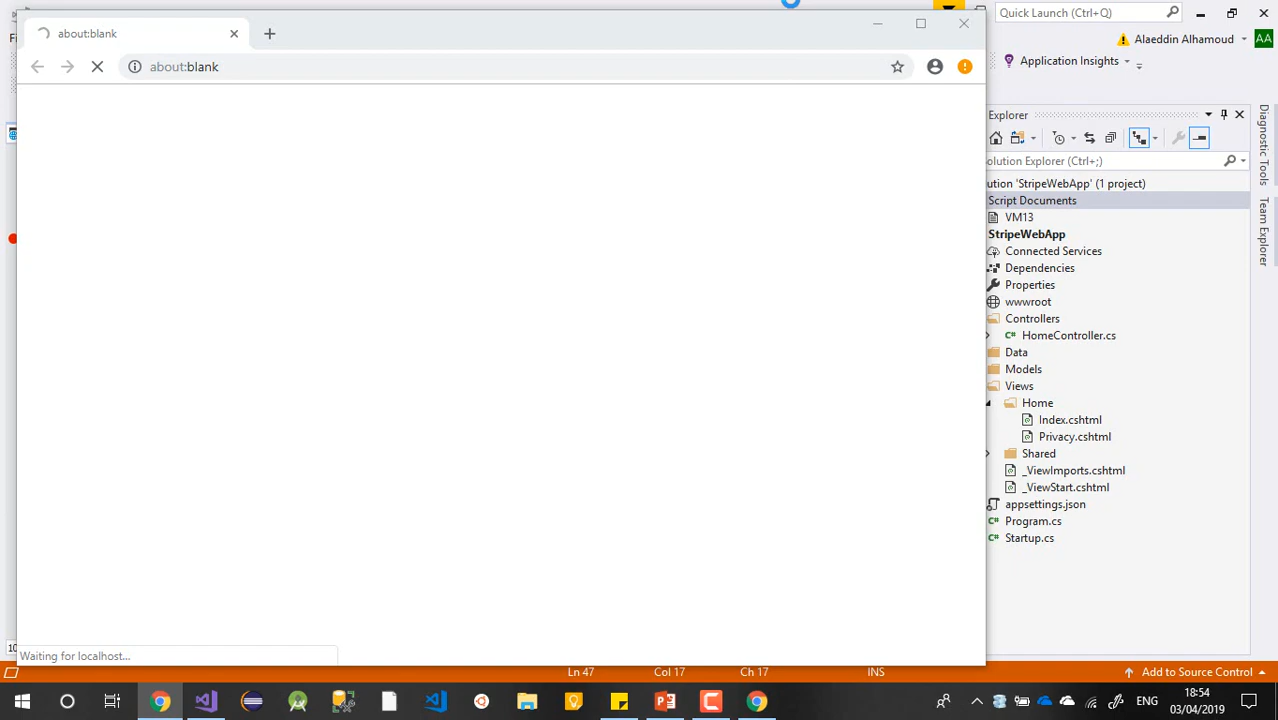 about:blank
Quick Launch (Ctrl+Q)
Fi
Alaeddin Alhamoud
AA
about:blank
Application Insights
Explorer
olution Explorer (Ctrl+;)
ution 'StripeWebApp' (1 project)
Script Documents
VM13
StripeWebApp
Connected Services
Dependencies
Properties
wwwroot
Controllers
C# HomeController.cs
Data
Models
Views
Home
Index.cshtml
Privacy.cshtml
Shared
_ViewImports.cshtml
_ViewStart.cshtml
appsettings.json
C# Program.cs
C# Startup.cs
Diagnostic Tools
Team Explorer
10
Waiting for localhost...
Ln 47
Col 17
Ch 17
INS
Add to Source Control
ENG
18:54
03/04/2019